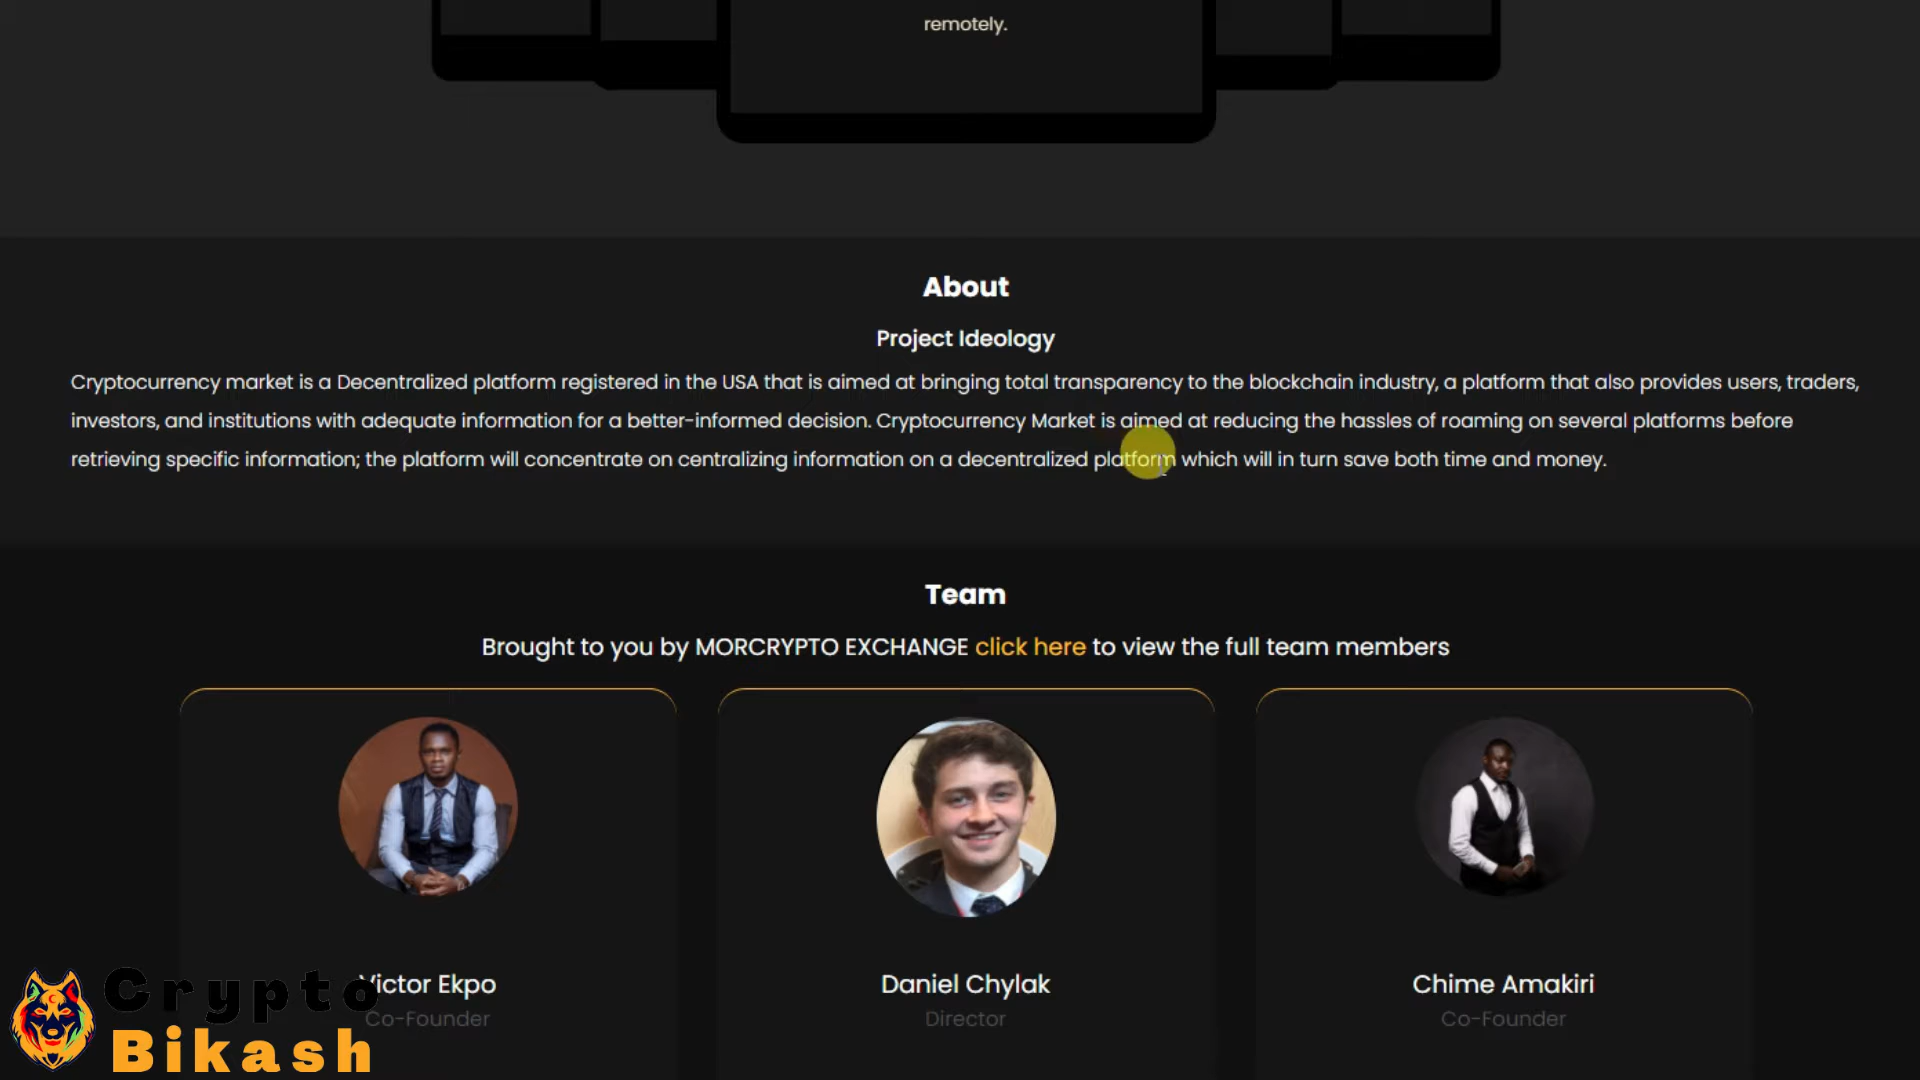 remotely.
About
Project Ideology
Cryptocurrency market is a Decentralized platform registered in the USA that is aimed at bringing total transparency to the blockchain industry, a platform that also provides users, traders,
investors, and institutions with adequate information for a better-informed decision. Cryptocurrency Market is aimed at reducing the hassles of roaming on several platforms before
retrieving specific information; the platform will concentrate on centralizing information on a decentralized platform which will in turn save both time and money.
Team
Brought to you by MORCRYPTO EXCHANGE click here to view the full team members
Victor Ekpo
Co-Founder
Daniel Chylak
Director
Chime Amakiri
Co-Founder
Crypto
Bikash